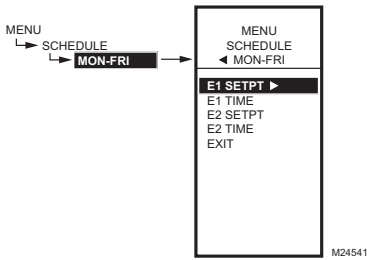 MENU
SCHEDULE
MON-FRI
MENU
SCHEDULE
◄ MON-FRI
E1 SETPT ►
E1 TIME
E2 SETPT
E2 TIME
EXIT
M24541